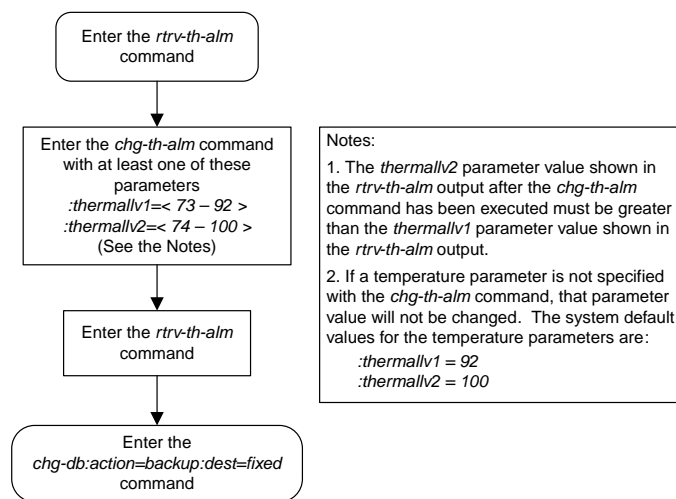 Enter the rtrv-th-alm
command
Enter the chg-th-alm command
with at least one of these
parameters
:thermallv1=< 73 – 92 >
:thermallv2=< 74 – 100 >
(See the Notes)
Enter the rtrv-th-alm
command
Enter the
chg-db:action=backup:dest=fixed
command
Notes:
1. The thermallv2 parameter value shown in
the rtrv-th-alm output after the chg-th-alm
command has been executed must be greater
than the thermallv1 parameter value shown in
the rtrv-th-alm output.
2. If a temperature parameter is not specified
with the chg-th-alm command, that parameter
value will not be changed. The system default
values for the temperature parameters are:
:thermallv1 = 92
:thermallv2 = 100